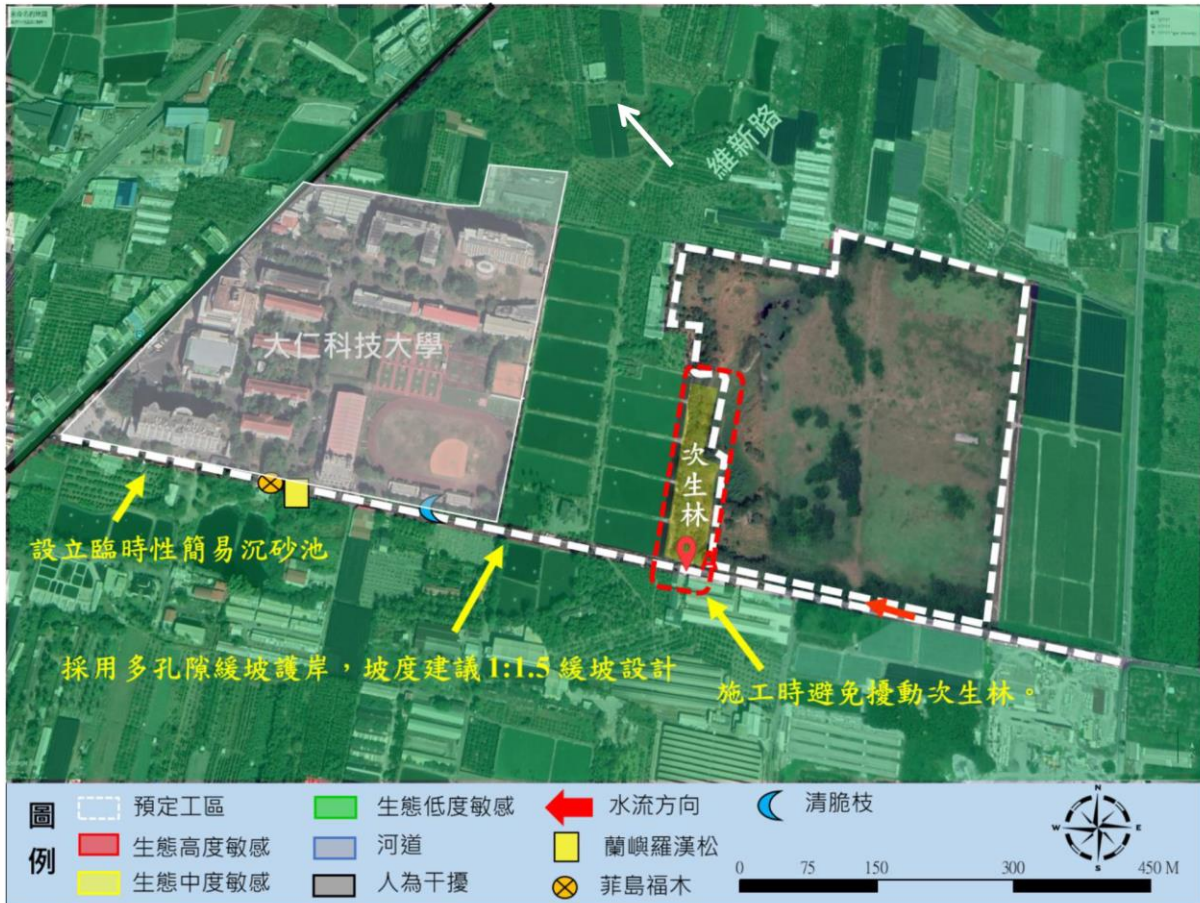 維新路
大仁科技大學
次生林
設立臨時性簡易沉砂池
採用多孔隙緩坡護岸，坡度建議1:1.5緩坡設計
施工時避免擾動次生林。
圖例
預定工區
生態高度敏感
生態中度敏感
生態低度敏感
河道
人為干擾
水流方向
蘭嶼羅漢松
菲島福木
清脆枝
N
W
E
S
0 75 150 300 450 M